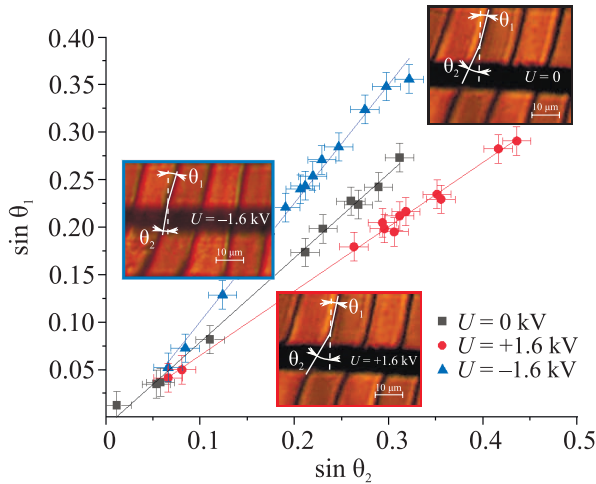 0.40
0.35
0.30
0.25
0.20
0.15
0.10
0.05
sin θ1
0
0.1
0.2
0.3
0.4
0.5
sin θ2
θ1
θ2
U = 0
10 μm
θ1
θ2
U = −1.6 kV
10 μm
θ1
θ2
U = +1.6 kV
10 μm
U = 0 kV
U = +1.6 kV
U = −1.6 kV